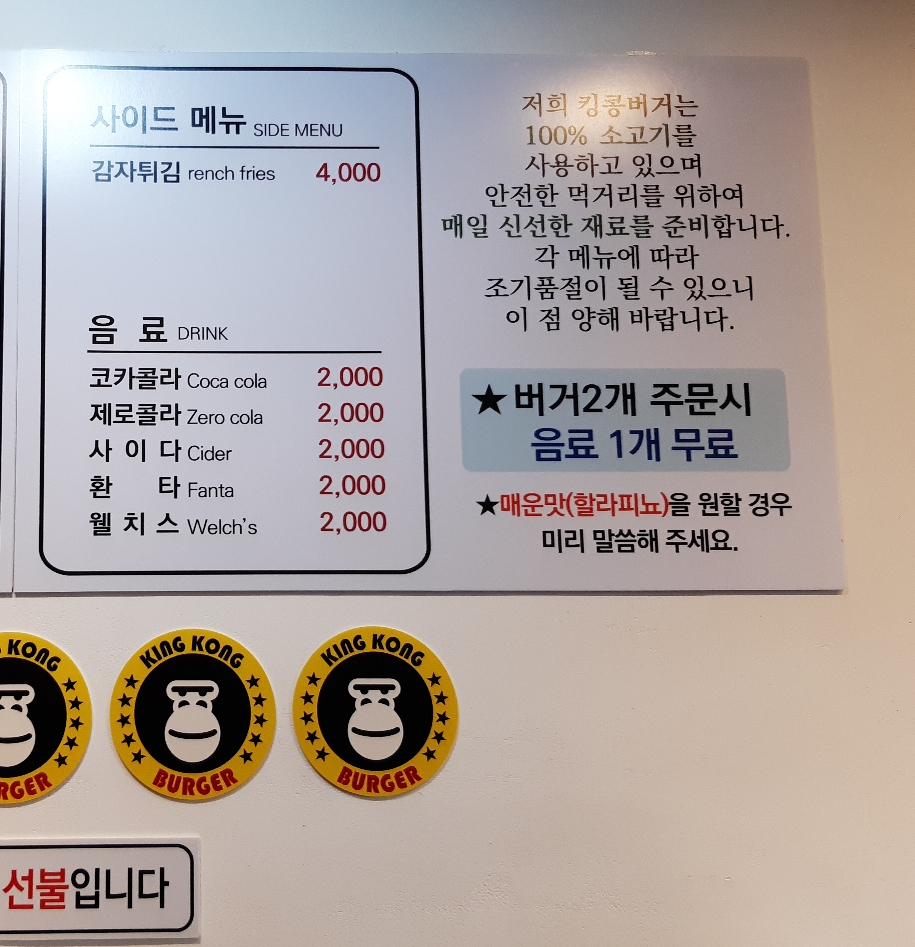 사이드 메뉴 SIDE MENU
감자튀김 rench fries 4,000
음 료 DRINK
코카콜라 Coca cola 2,000
제로콜라 Zero cola 2,000
사 이 다 Cider 2,000
환 타 Fanta 2,000
웰 치 스 Welch's 2,000
저희 킹콩버거는
100% 소고기를
사용하고 있으며
안전한 먹거리를 위하여
매일 신선한 재료를 준비합니다.
각 메뉴에 따라
조기품절이 될 수 있으니
이 점 양해 바랍니다.
★버거2개 주문시
음료 1개 무료
★매운맛(할라피뇨)을 원할 경우
미리 말씀해 주세요.
KONG
RGER
KING KONG
BURGER
KING KONG
BURGER
선불입니다